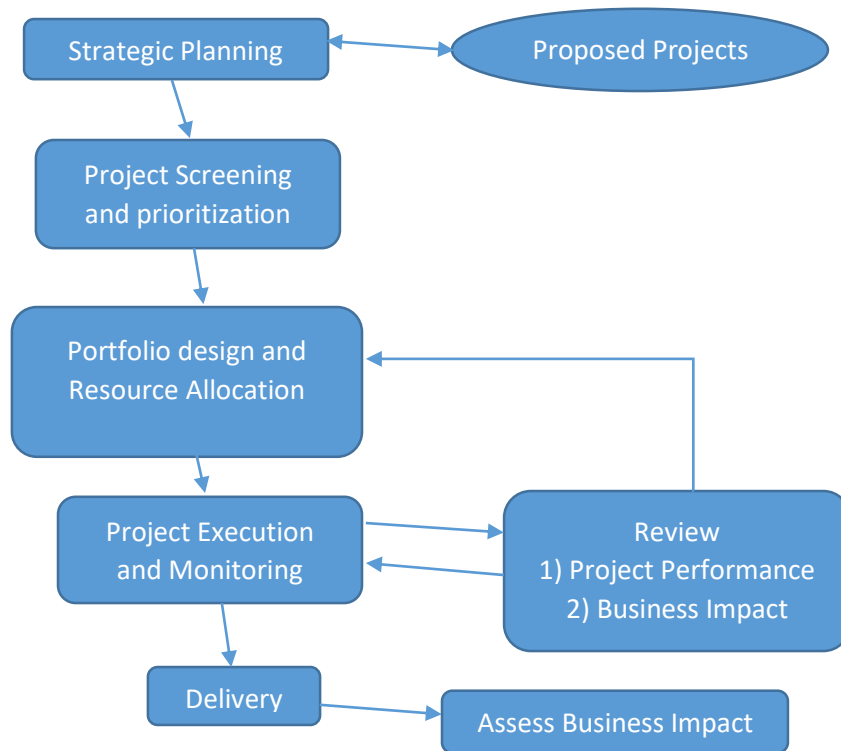 Strategic Planning
Proposed Projects
Project Screening
and prioritization
Portfolio design and
Resource Allocation
Project Execution
and Monitoring
Review
1) Project Performance
2) Business Impact
Delivery
Assess Business Impact